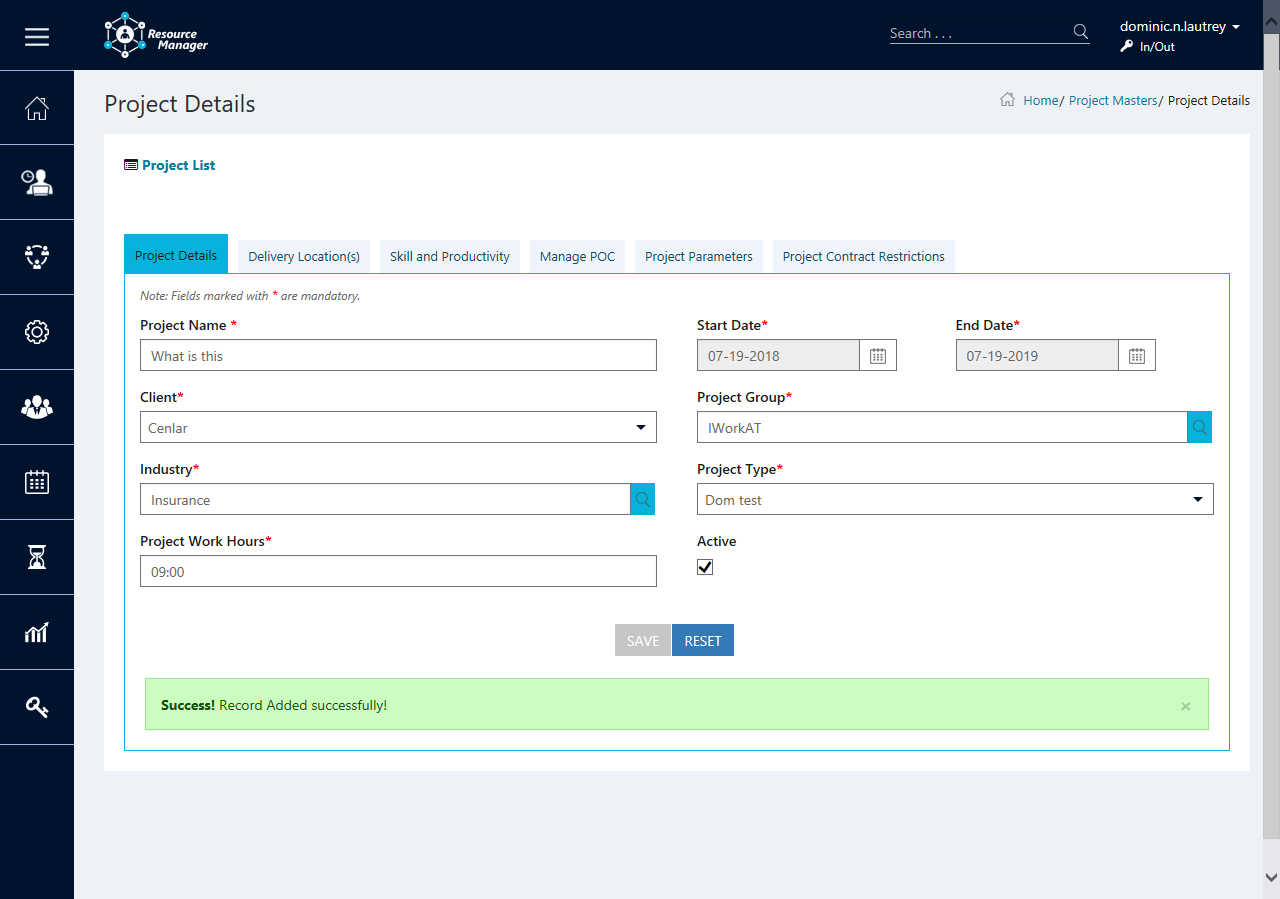 Resource
Manager
Search . . .
dominic.n.lautrey
In/Out
Project Details
Home/ Project Masters/ Project Details
Project List
Project Details
Delivery Location(s)
Skill and Productivity
Manage POC
Project Parameters
Project Contract Restrictions
Note: Fields marked with * are mandatory.
Project Name *
Start Date*
End Date*
What is this
07-19-2018
07-19-2019
Client*
Project Group*
Cenlar
IWorkAT
Industry*
Project Type*
Insurance
Dom test
Project Work Hours*
Active
09:00
SAVE
RESET
Success! Record Added successfully!
×